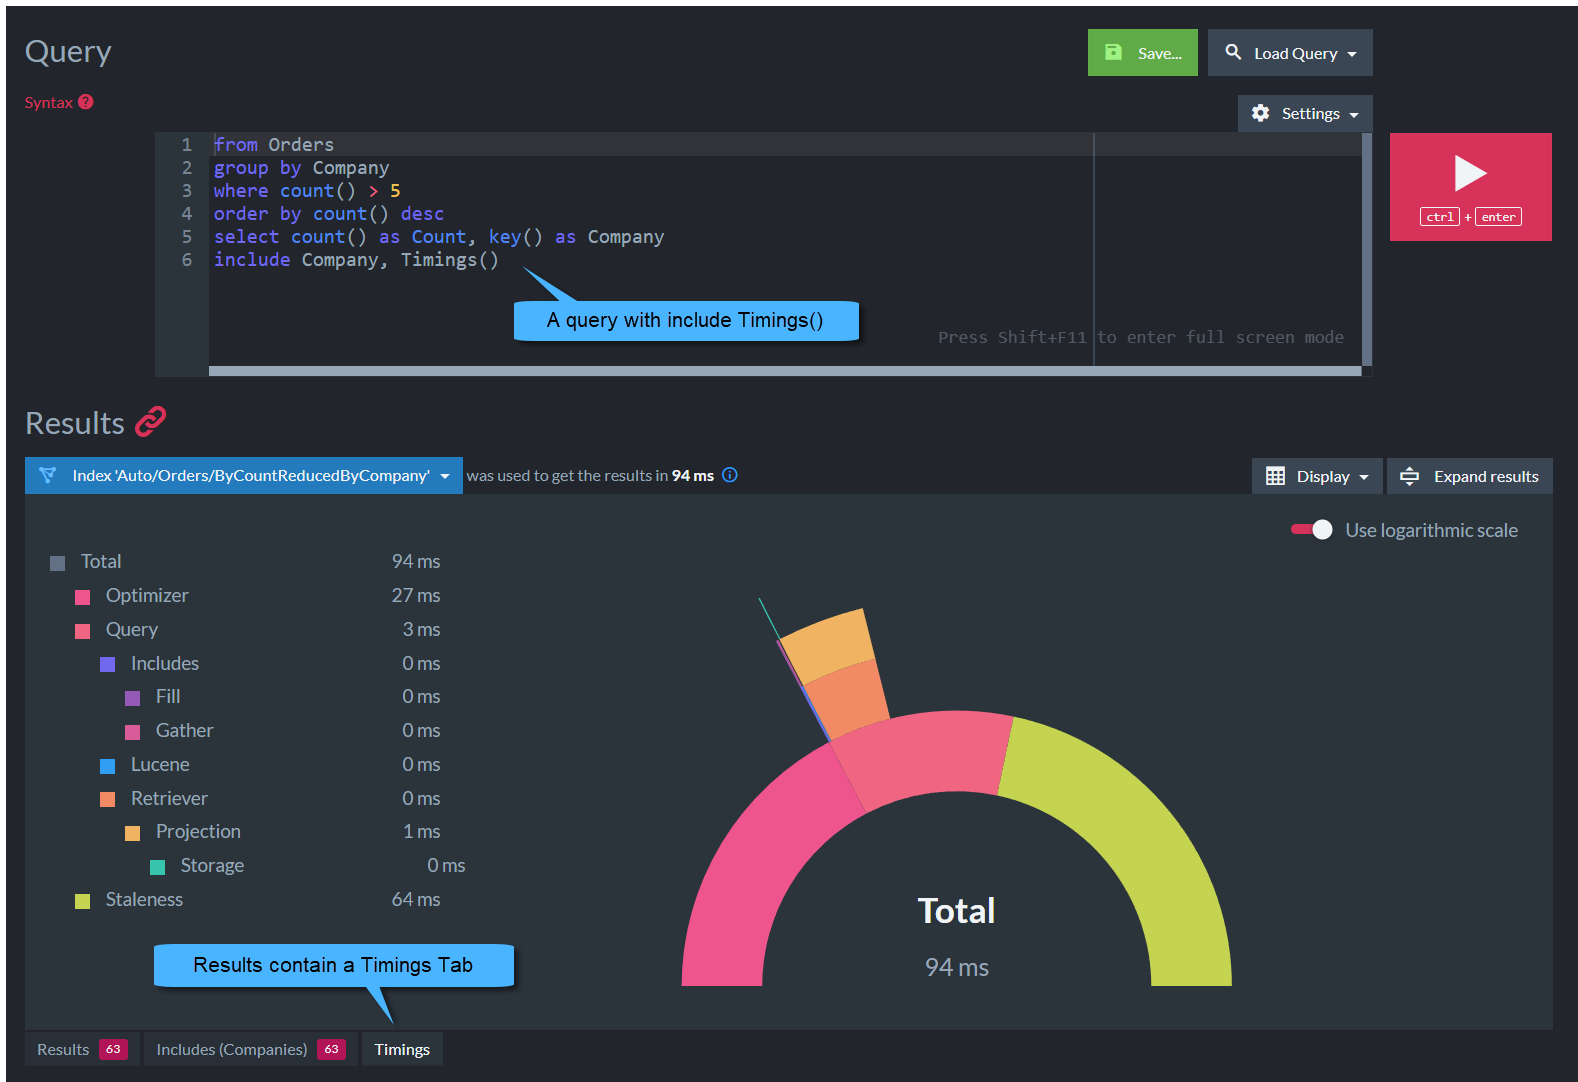 Query
Save...
Load Query
Syntax ?
Settings
1 from Orders
2 group by Company
3 where count() > 5
4 order by count() desc
5 select count() as Count, key() as Company
6 include Company, Timings()
ctrl + enter
A query with include Timings()
Press Shift+F11 to enter full screen mode
Results
Index 'Auto/Orders/ByCountReducedByCompany' was used to get the results in 94 ms
Display
Expand results
Use logarithmic scale
Total 94 ms
Optimizer 27 ms
Query 3 ms
Includes 0 ms
Fill 0 ms
Gather 0 ms
Lucene 0 ms
Retriever 0 ms
Projection 1 ms
Storage 0 ms
Staleness 64 ms
Total
94 ms
Results contain a Timings Tab
Results 63
Includes (Companies) 63
Timings